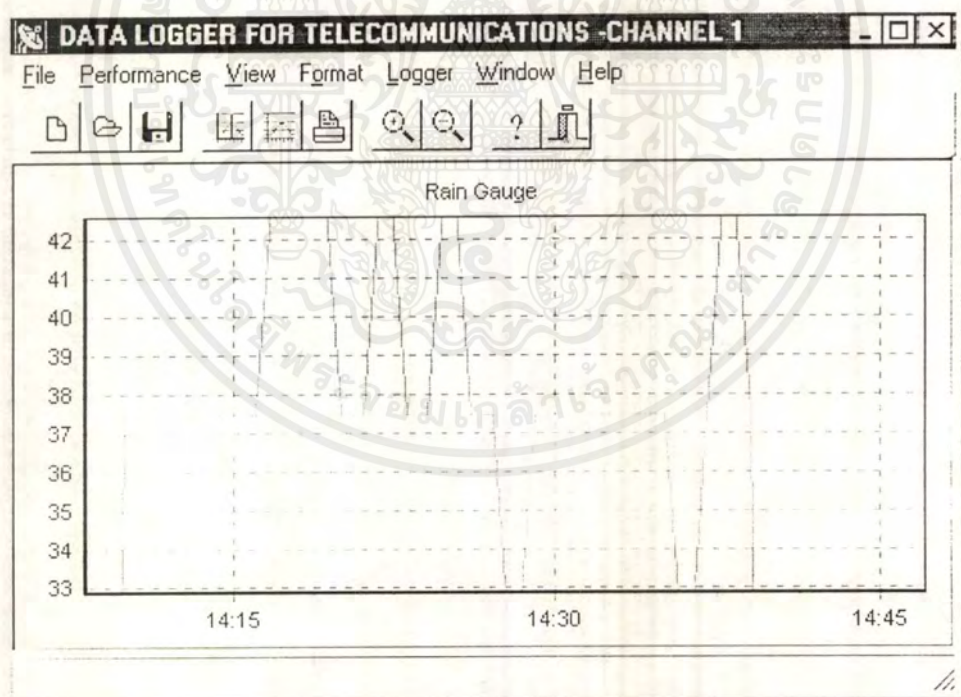 DATA LOGGER FOR TELECOMMUNICATIONS -CHANNEL 1
File Performance View Format Logger Window Help
Rain Gauge
42
41
40
39
38
37
36
35
34
33
14:15 14:30 14:45